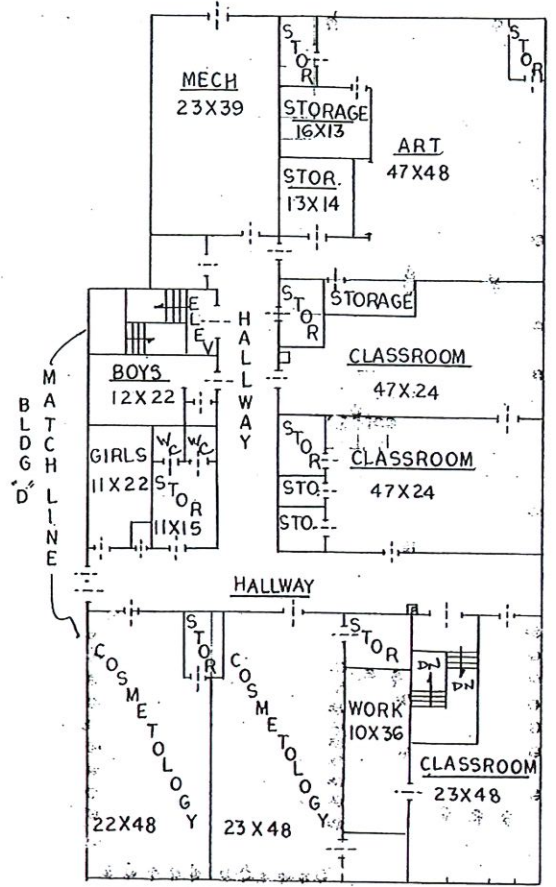 STOR
STOR
MECH
23X39
STORAGE
16X13
ART
47X48
STOR.
13X14
ELEV
HALLWAY
STOR
STORAGE
CLASSROOM
47X24
BOYS
12X22
MATCH LINE
BLDG "D"
GIRLS
11X22
WC
WC
STOR
11X15
STOR
CLASSROOM
47X24
STO.
STO.
HALLWAY
COSMETOLOGY
22X48
STOR
COSMETOLOGY
23X48
STOR
WORK
10X36
DN
DN
CLASSROOM
23X48